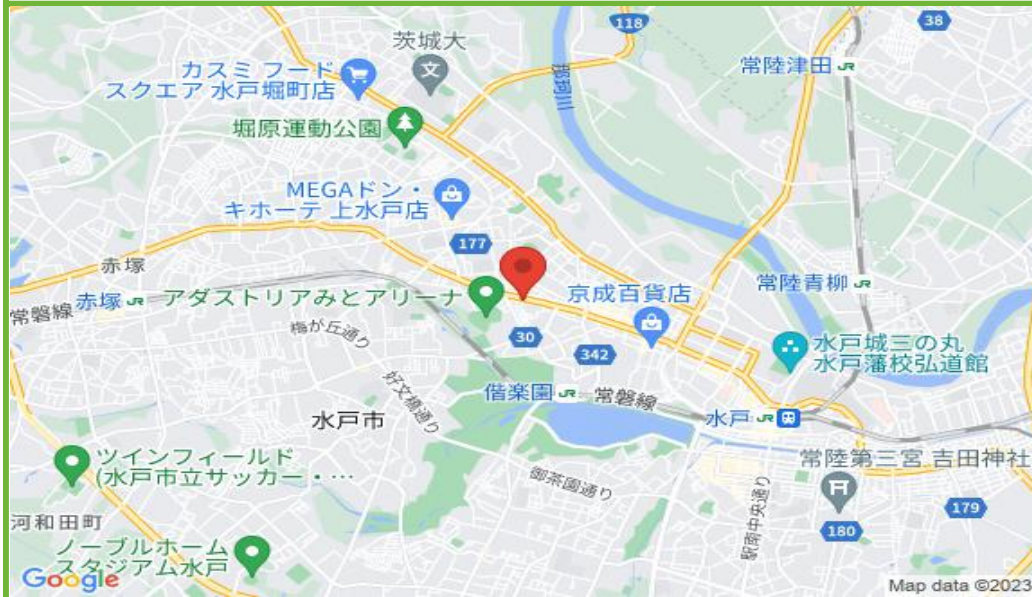 118
38
茨城大
常陸津田
JR
カスミ フード
スクエア 水戸堀町店
那珂川
堀原運動公園
MEGAドン・
キホーテ 上水戸店
177
赤塚
赤塚 JR
常磐線
アダストリアみとアリーナ
京成百貨店
常陸青柳 JR
梅が丘通り
30
342
水戸城三の丸
水戸藩校弘道館
好文橋通り
偕楽園 JR
常磐線
水戸 JR
水戸市
ツインフィールド
(水戸市立サッカー・…
御茶園通り
常陸第三宮 吉田神社
駅南中央通り
179
180
河和田町
ノーブルホーム
スタジアム水戸
Google
Map data ©2023